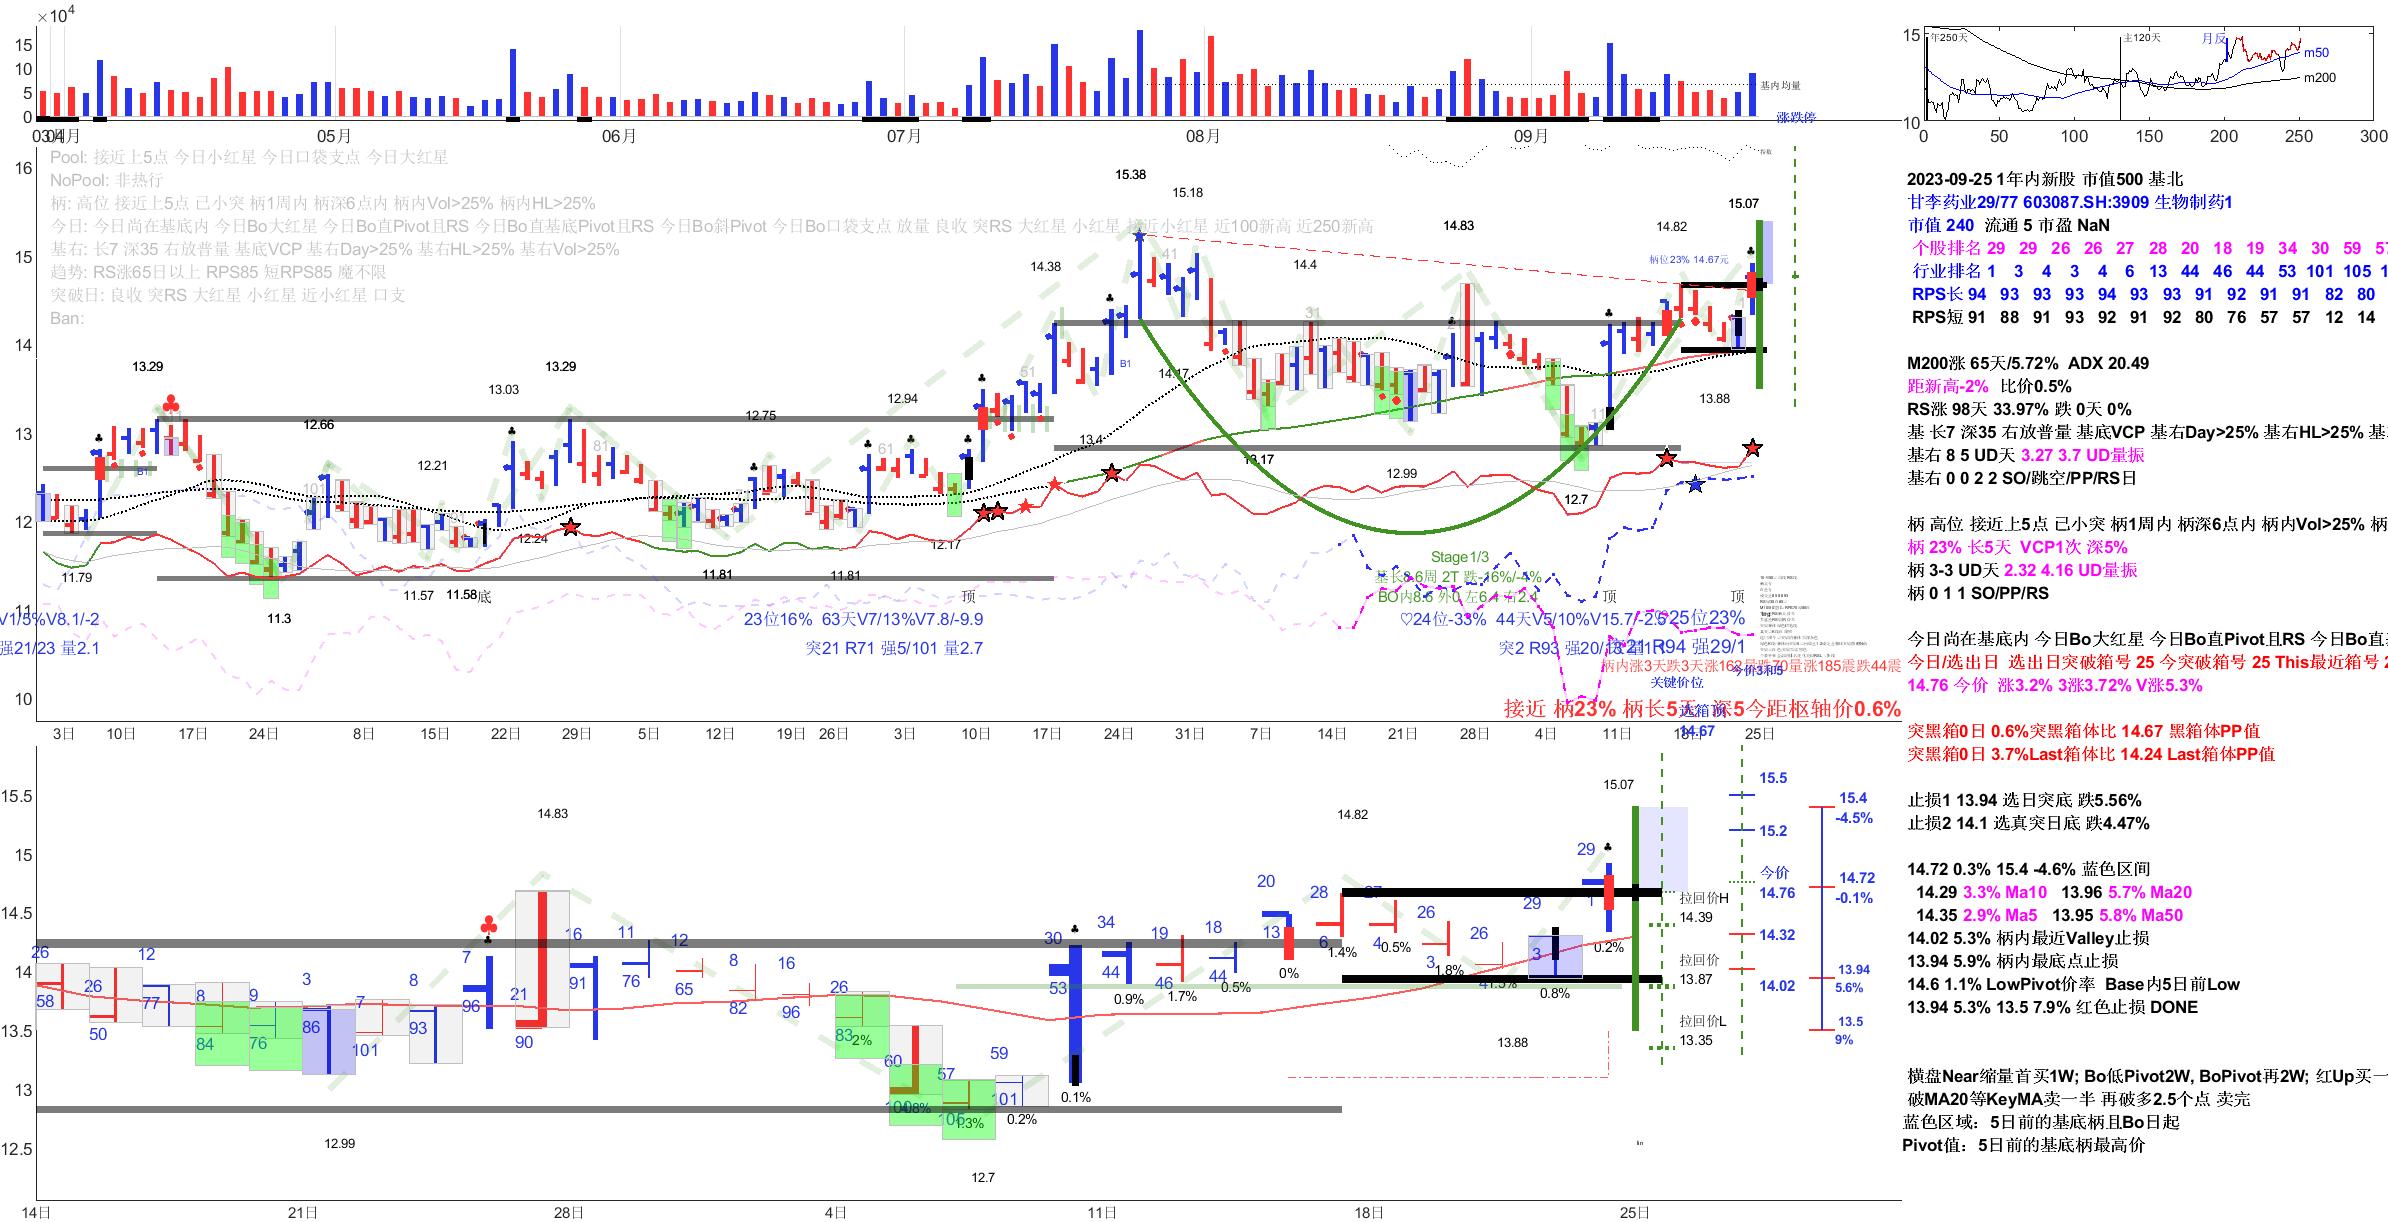 ×10⁴
15
10
5
0
基内均量
涨跌停
03月
04月
05月
06月
07月
08月
09月
Pool: 接近上5点 今日小红星 今日口袋支点 今日大红星
NoPool: 非热行
柄: 高位 接近上5点 己小突 柄1周内 柄深6点内 柄内Vol>25% 柄内HL>25%
今日: 今日尚在基底内 今日Bo大红星 今日Bo直Pivot且RS 今日Bo直基底Pivot且RS 今日Bo斜Pivot 今日Bo口袋支点 放量 良收 突RS 大红星 小红星 接近小红星 近100新高 近250新高
基右: 长7 深35 右放普量 基底VCP 基右Day>25% 基右HL>25% 基右Vol>25%
趋势: RS涨65日以上 RPS85 短RPS85 魔不限
突破日: 良收 突RS 大红星 小红星 近小红星 口支
Ban:
16
15
14
13
12
11
10
15.38
15.18
15.07
14.83
14.82
柄位23% 14.67元
14.38
14.4
41
31
13.29
13.03
13.29
12.94
12.75
12.66
12.21
51
61
81
B1
B1
14.17
13.4
13.17
12.99
13.88
12.7
12.24
12.17
11.79
11.57
11.58底
11.81
11.81
11.3
顶
顶
顶
Stage1/3
基长8.6周 2T 跌-16%/-4%
BO内8.6 外0 左6.4 右2.4
V1/5%V8.1/-2
强21/23 量2.1
23位16% 63天V7/13%V7.8/-9.9
突21 R71 强5/101 量2.7
♡24位-33% 44天V5/10%V15.7/-2.5
25位23%
R94 强29/1
关键价位
今价3和5
接近 柄23% 柄长5天 深5今距枢轴价0.6%
14.67
3日 10日 17日 24日 8日 15日 22日 29日 5日 12日 19日 26日 3日 10日 17日 24日 31日 7日 14日 21日 28日 4日 11日 18日 25日
15.5
15
14.5
14
13.5
13
12.5
14.83
14.82
15.07
12.99
12.7
13.88
26 12 3 8 7 16 11 12 8 16 26
58 26 50 77 8 84 9 76 86 7 101 93 96 21 90 91 76 65 82 96 83
2%
60 57 59 101
1.3%
0.2%
0.1%
30 53 34 44 19 46 18 44 20 13 28 6 27 4 26 3 26 4 29 3 29 1
0.9%
1.7%
0.5%
0%
1.4%
0.5%
1.8%
1.5%
0.8%
0.2%
拉回价H
14.39
拉回价
13.87
拉回价L
13.35
15.5
15.2
今价
14.76
14.02
15.4
-4.5%
14.72
-0.1%
14.32
13.94
5.6%
13.5
9%
14日 21日 28日 4日 11日 18日 25日
15
10
年250天
主120天
月反
m50
m200
0 50 100 150 200 250 300
2023-09-25 1年内新股 市值500 基北
甘李药业29/77 603087.SH:3909 生物制药1
市值 240 流通 5 市盈 NaN
个股排名 29 29 26 26 27 28 20 18 19 34 30 59 57
行业排名 1 3 4 3 4 6 13 44 46 44 53 101 105 1
RPS长 94 93 93 93 94 93 93 91 92 91 91 82 80
RPS短 91 88 91 93 92 91 92 80 76 57 57 12 14
M200涨 65天/5.72% ADX 20.49
距新高-2% 比价0.5%
RS涨 98天 33.97% 跌 0天 0%
基 长7 深35 右放普量 基底VCP 基右Day>25% 基右HL>25% 基
基右 8 5 UD天 3.27 3.7 UD量振
基右 0 0 2 2 SO/跳空/PP/RS日
柄 高位 接近上5点 己小突 柄1周内 柄深6点内 柄内Vol>25% 柄
柄 23% 长5天 VCP1次 深5%
柄 3-3 UD天 2.32 4.16 UD量振
柄 0 1 1 SO/PP/RS
今日尚在基底内 今日Bo大红星 今日Bo直Pivot且RS 今日Bo直
今日/选出日 选出日突破箱号 25 今突破箱号 25 This最近箱号 2
14.76 今价 涨3.2% 3涨3.72% V涨5.3%
突黑箱0日 0.6%突黑箱体比 14.67 黑箱体PP值
突黑箱0日 3.7%Last箱体比 14.24 Last箱体PP值
止损1 13.94 选日突底 跌5.56%
止损2 14.1 选真突日底 跌4.47%
14.72 0.3% 15.4 -4.6% 蓝色区间
14.29 3.3% Ma10 13.96 5.7% Ma20
14.35 2.9% Ma5 13.95 5.8% Ma50
14.02 5.3% 柄内最近Valley止损
13.94 5.9% 柄内最底点止损
14.6 1.1% LowPivot价率 Base内5日前Low
13.94 5.3% 13.5 7.9% 红色止损 DONE
横盘Near缩量首买1W; Bo低Pivot2W, BoPivot再2W; 红Up买一
破MA20等KeyMA卖一半 再破多2.5个点 卖完
蓝色区域: 5日前的基底柄且Bo日起
Pivot值: 5日前的基底柄最高价